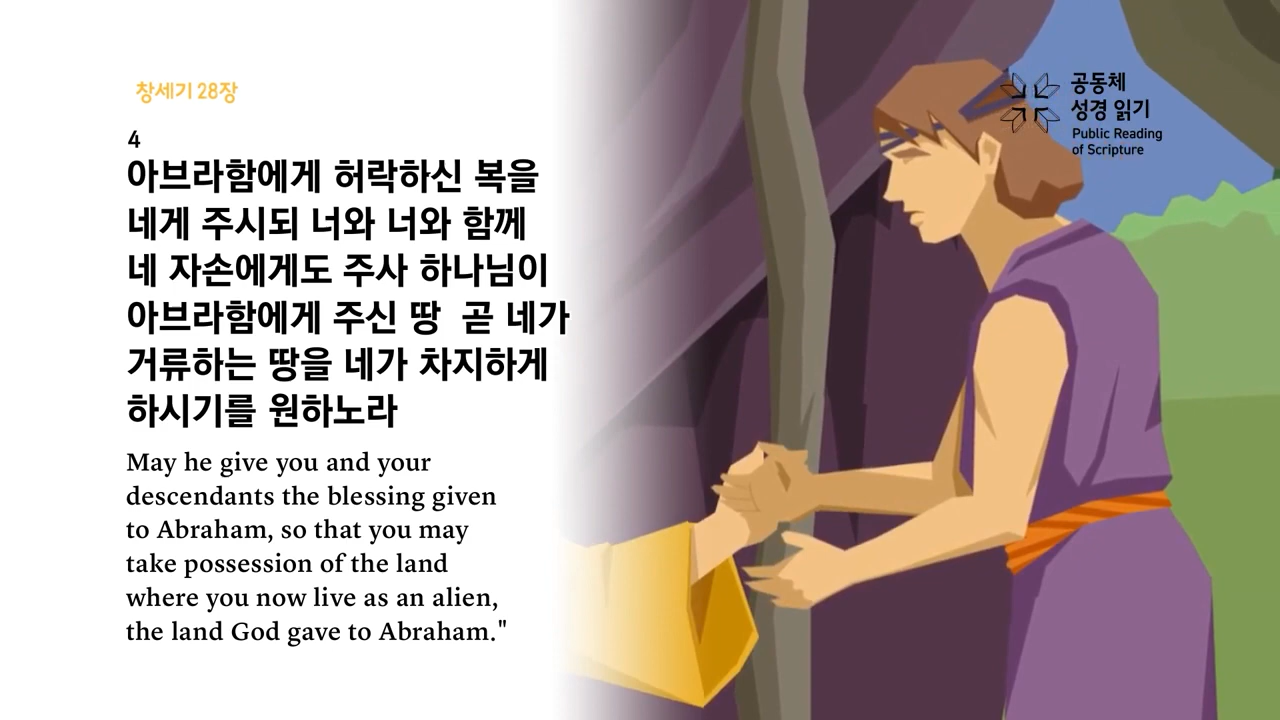 창세기 28장
4
아브라함에게 허락하신 복을
네게 주시되 너와 너와 함께
네 자손에게도 주사 하나님이
아브라함에게 주신 땅 곧 네가
거류하는 땅을 네가 차지하게
하시기를 원하노라
May he give you and your
descendants the blessing given
to Abraham, so that you may
take possession of the land
where you now live as an alien,
the land God gave to Abraham."
공동체
성경 읽기
Public Reading
of Scripture